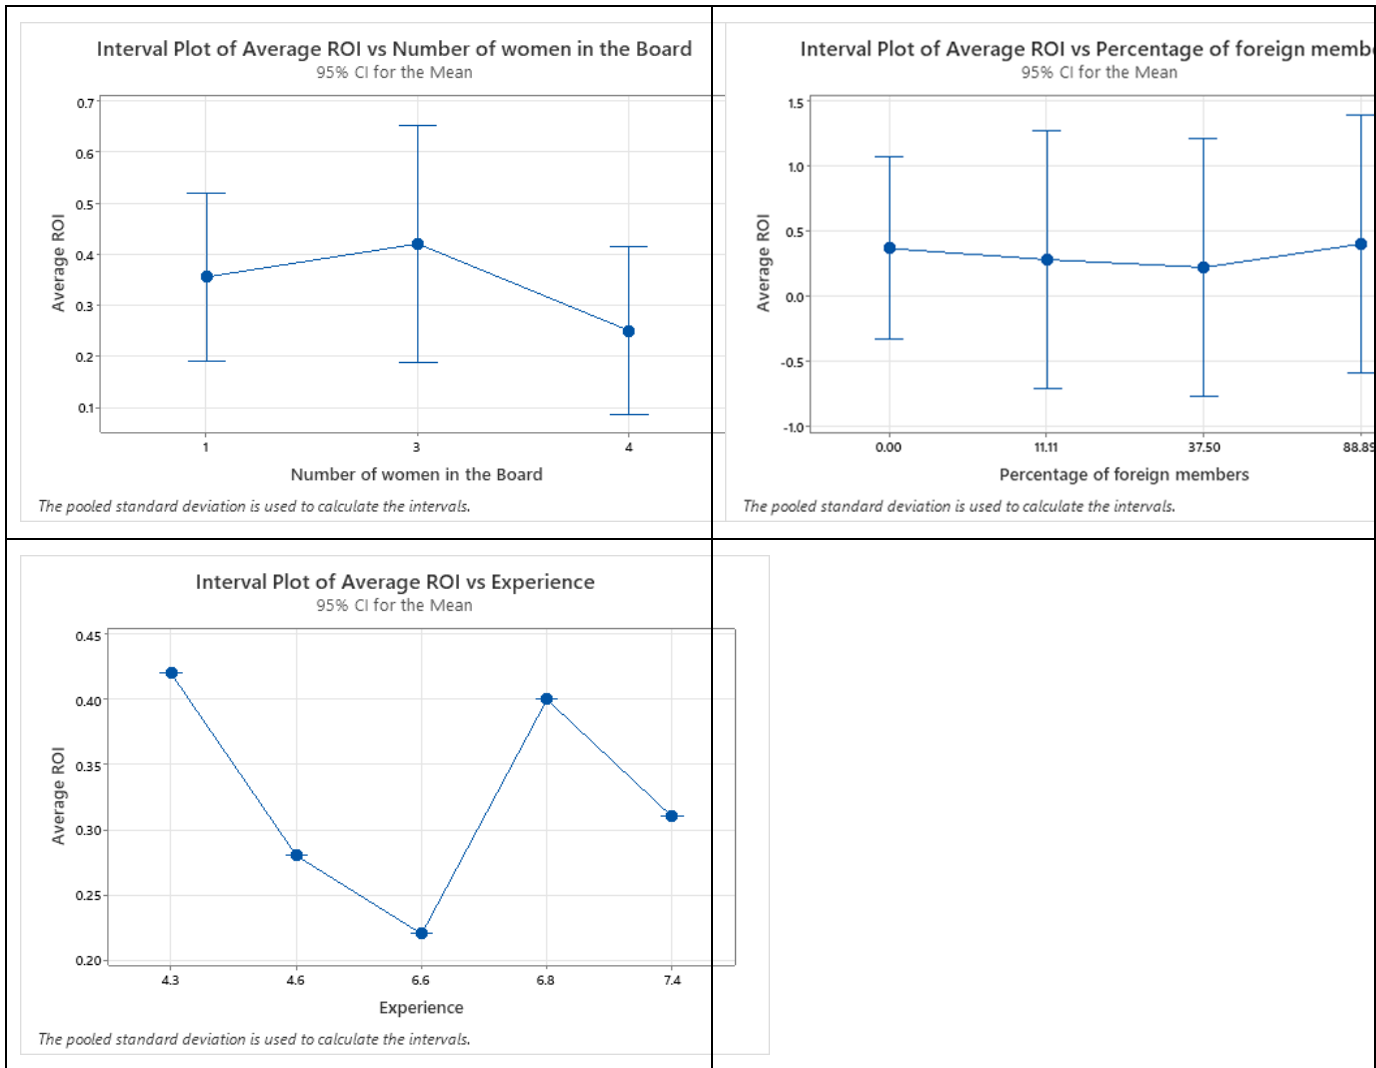 Interval Plot of Average ROI vs Number of women in the Board
95% CI for the Mean
Average ROI
0.7
0.6
0.5
0.4
0.3
0.2
0.1
1 3 4
Number of women in the Board
The pooled standard deviation is used to calculate the intervals.
Interval Plot of Average ROI vs Percentage of foreign memb
95% CI for the Mean
Average ROI
1.5
1.0
0.5
0.0
-0.5
-1.0
0.00 11.11 37.50 88.89
Percentage of foreign members
The pooled standard deviation is used to calculate the intervals.
Interval Plot of Average ROI vs Experience
95% CI for the Mean
Average ROI
0.45
0.40
0.35
0.30
0.25
0.20
4.3 4.6 6.6 6.8 7.4
Experience
The pooled standard deviation is used to calculate the intervals.